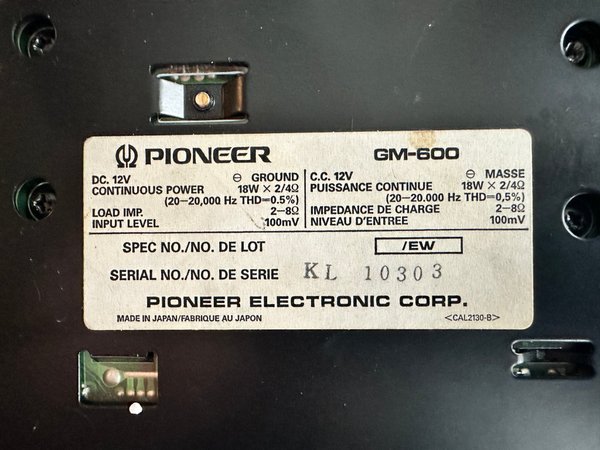 PIONEER GM-600
DC. 12V ⊖ GROUND
CONTINUOUS POWER 18W × 2/4Ω
(20–20,000 Hz THD=0.5%)
LOAD IMP. 2–8Ω
INPUT LEVEL 100mV
C.C. 12V ⊖ MASSE
PUISSANCE CONTINUE 18W × 2/4Ω
(20–20.000 Hz THD=0,5%)
IMPEDANCE DE CHARGE 2–8Ω
NIVEAU D'ENTREE 100mV
SPEC NO./NO. DE LOT /EW
SERIAL NO./NO. DE SERIE KL 10303
PIONEER ELECTRONIC CORP.
MADE IN JAPAN/FABRIQUE AU JAPON <CAL2130-B>